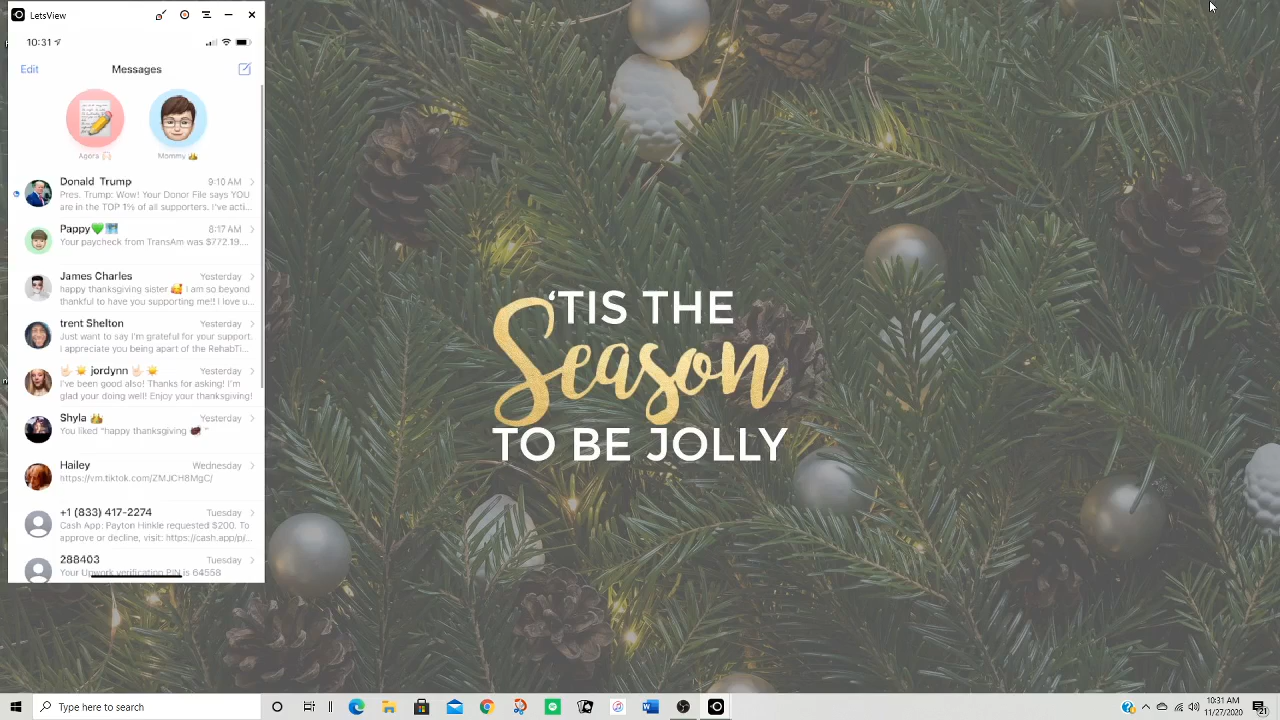 LetsView
10:31
Edit
Messages
Agora
Mommy
Donald Trump
9:10 AM
Pres. Trump: Wow! Your Donor File says YOU
are in the TOP 1% of all supporters. I've acti...
Pappy💚
8:17 AM
Your paycheck from TransAm was $772.19....
James Charles
Yesterday
happy thanksgiving sister 🥰 I am so beyond
thankful to have you supporting me!! I love u...
trent Shelton
Yesterday
Just want to say I'm grateful for your support.
I appreciate you being apart of the RehabTi...
jordynn
Yesterday
I've been good also! Thanks for asking! I'm
glad your doing well! Enjoy your thanksgiving!
Shyla
Yesterday
You liked "happy thanksgiving "
Hailey
Wednesday
https://vm.tiktok.com/ZMJCH8MgC/
+1 (833) 417-2274
Tuesday
Cash App: Payton Hinkle requested $200. To
approve or decline, visit: https://cash.app/p/...
288403
Tuesday
Your Upwork verification PIN is 64558
'TIS THE
Season
TO BE JOLLY
Type here to search
10:31 AM
11/27/2020
21